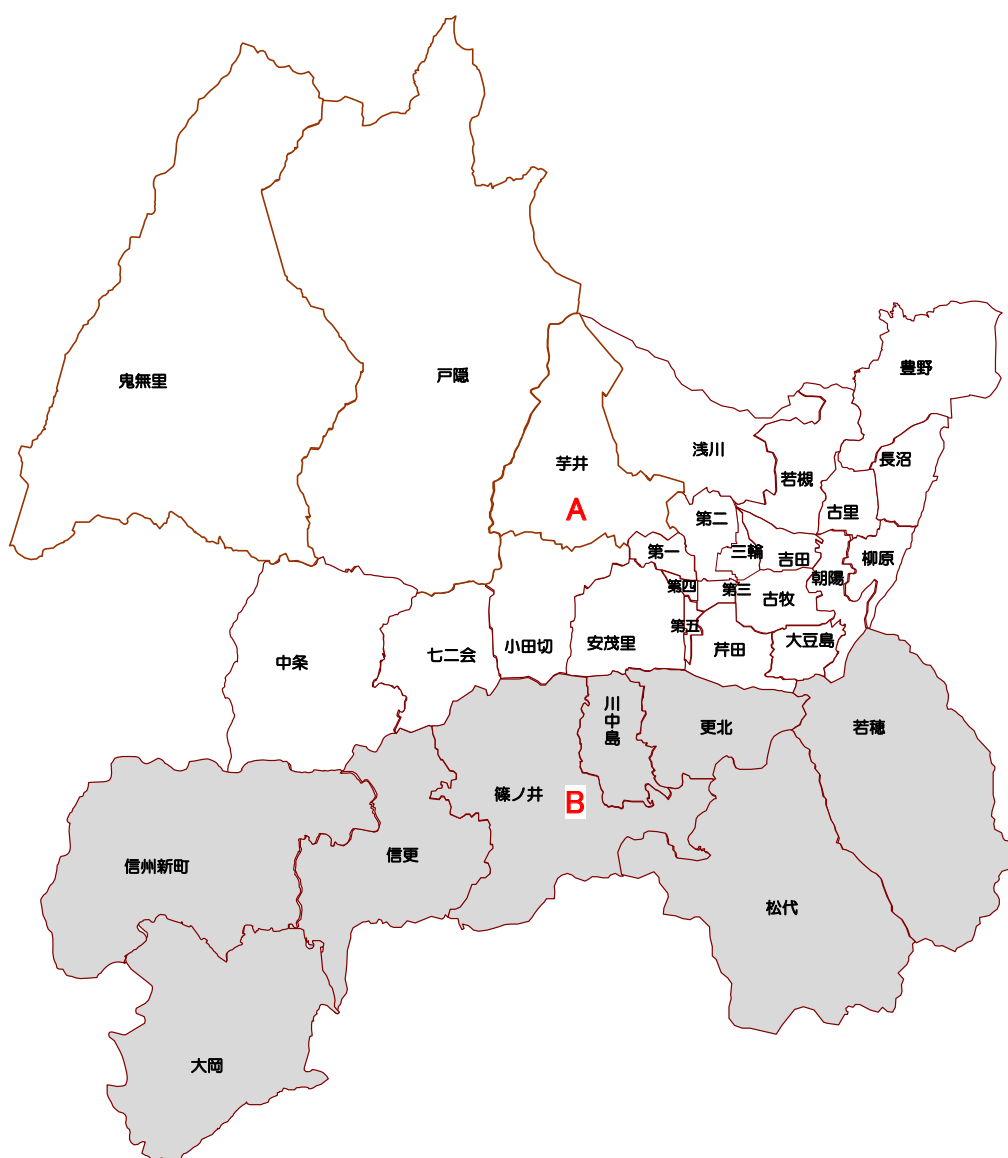 鬼無里
戸隠
豊野
浅川
長沼
芋井
若槻
A
古里
第二
第一
三輪
吉田
朝陽
柳原
第四
第三
古牧
第五
大豆島
安茂里
芹田
小田切
七二会
中条
川中島
更北
若穂
篠ノ井
B
信更
信州新町
松代
大岡